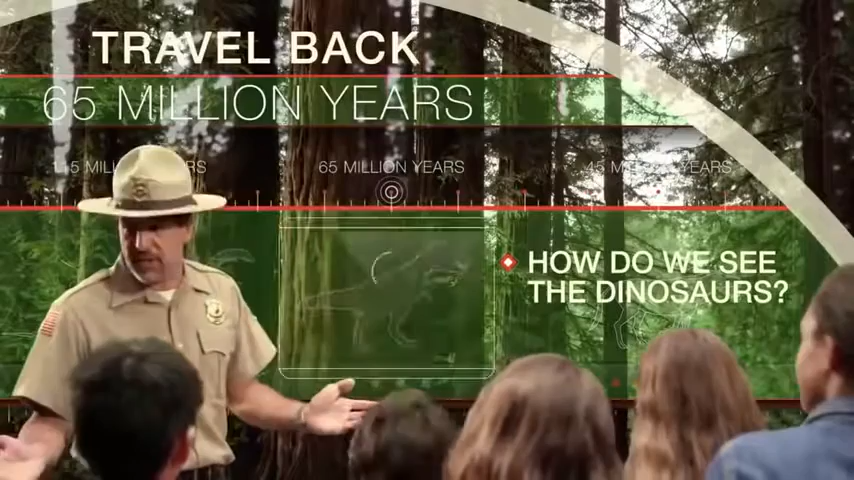 TRAVEL BACK
65 MILLION YEARS
65 MILLION YEARS
HOW DO WE SEE
THE DINOSAURS?